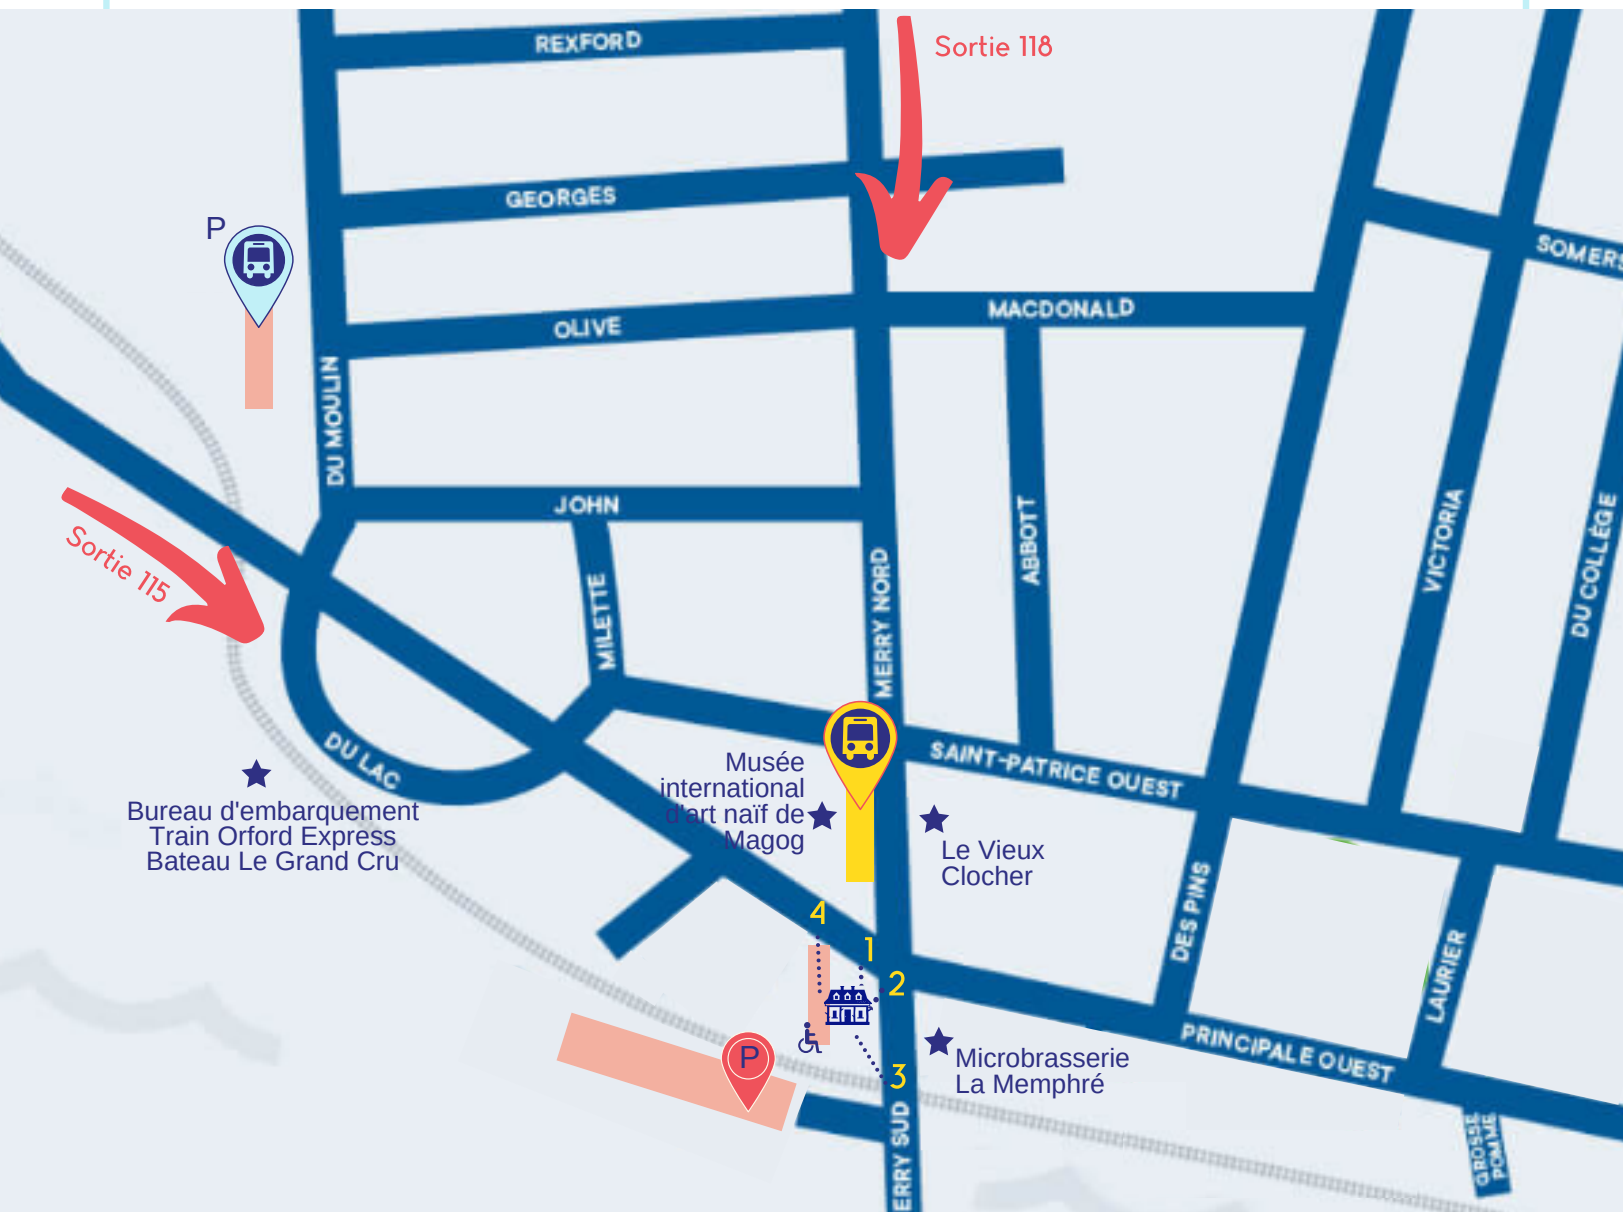 REXFORD
Sortie 118
GEORGES
P
SOMERS
MACDONALD
OLIVE
DU MOULIN
JOHN
ABBOTT
VICTORIA
DU COLLÈGE
Sortie 115
MILETTE
MERRY NORD
DU LAC
SAINT-PATRICE OUEST
Musée
international
d'art naïf de
Magog
Bureau d'embarquement
Train Orford Express
Bateau Le Grand Cru
Le Vieux
Clocher
DES PINS
4
1
2
LAURIER
PRINCIPALE OUEST
P
Microbrasserie
La Memphré
3
ERRY SUD
GROSSE
POMME